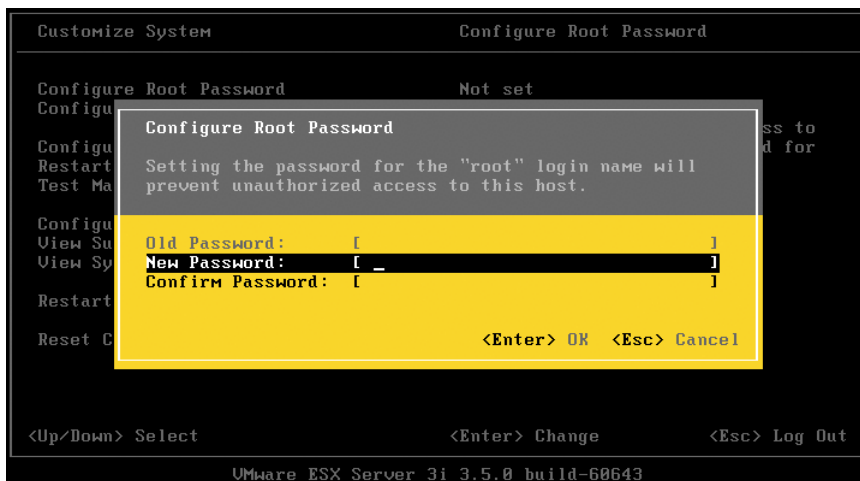 Customize System Configure Root Password
Configure Root Password Not set
Configu
Configure Root Password ss to
Configu d for
Restart Setting the password for the "root" login name will
Test Ma prevent unauthorized access to this host.
Configu
View Su Old Password: [ ]
View Sy New Password: [ _ ]
Confirm Password: [ ]
Restart
Reset C <Enter> OK <Esc> Cancel
<Up/Down> Select <Enter> Change <Esc> Log Out
VMware ESX Server 3i 3.5.0 build-60643